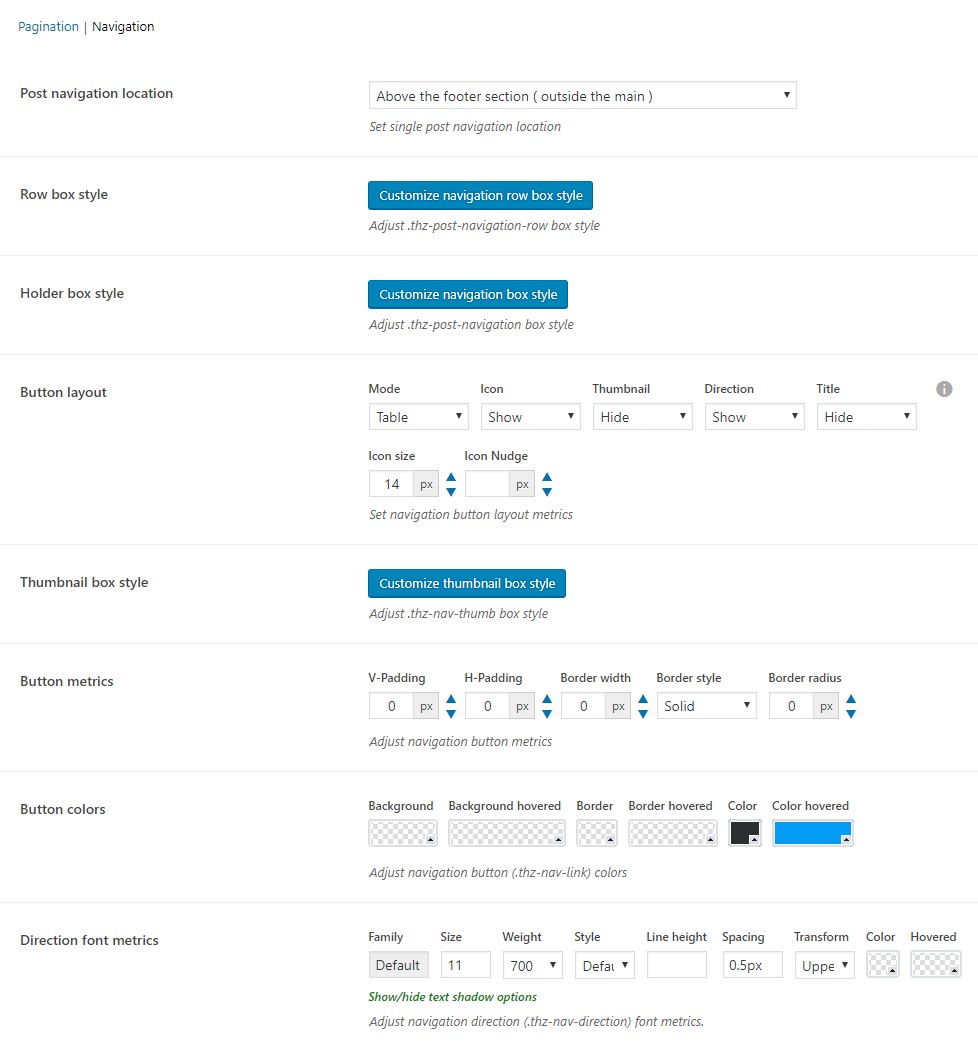 Pagination | Navigation
Post navigation location
Above the footer section ( outside the main )
Set single post navigation location
Row box style
Customize navigation row box style
Adjust .thz-post-navigation-row box style
Holder box style
Customize navigation box style
Adjust .thz-post-navigation box style
Button layout
Mode Icon Thumbnail Direction Title
Table Show Hide Show Hide
Icon size Icon Nudge
14 px px
Set navigation button layout metrics
Thumbnail box style
Customize thumbnail box style
Adjust .thz-nav-thumb box style
Button metrics
V-Padding H-Padding Border width Border style Border radius
0 px 0 px 0 px Solid 0 px
Adjust navigation button metrics
Button colors
Background Background hovered Border Border hovered Color Color hovered
Adjust navigation button (.thz-nav-link) colors
Direction font metrics
Family Size Weight Style Line height Spacing Transform Color Hovered
Default 11 700 Defau 0.5px Uppe
Show/hide text shadow options
Adjust navigation direction (.thz-nav-direction) font metrics.